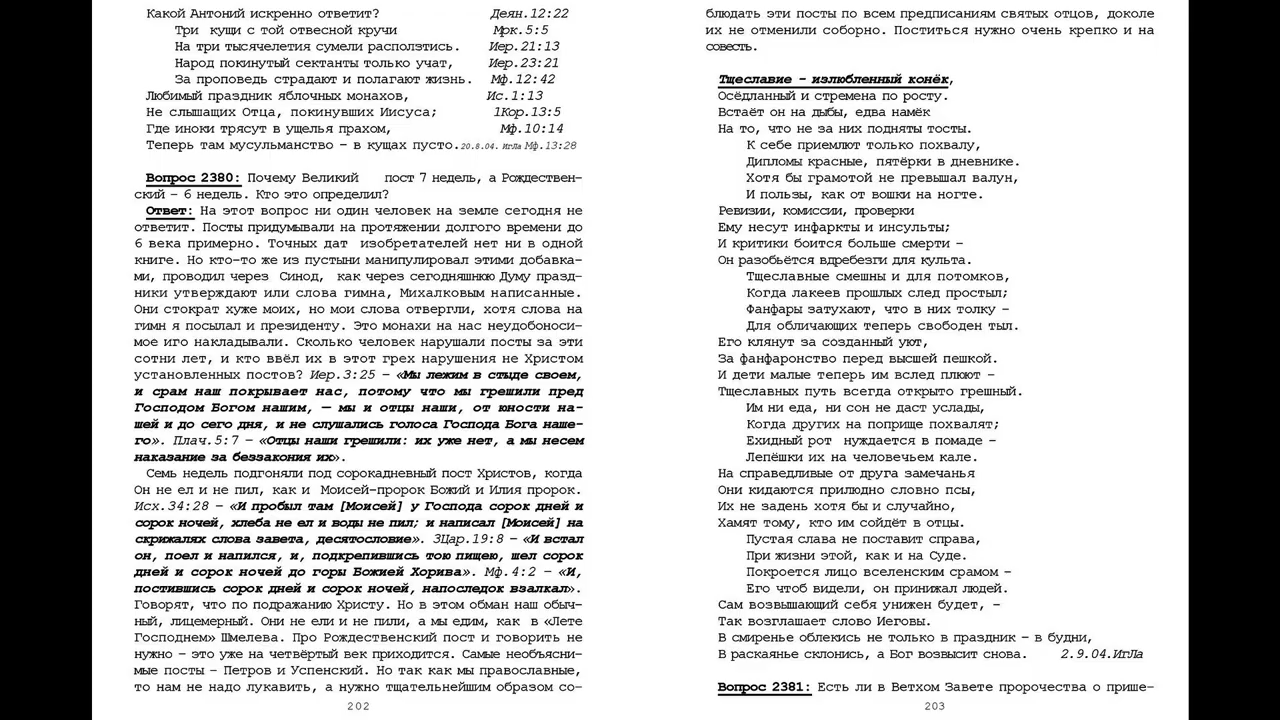 Какой Антоний искренно ответит? Деян.12:22
Три кущи с той отвесной кручи Мрк.5:5
На три тысячелетия сумели расползтись. Иер.21:13
Народ покинутый сектанты только учат, Иер.23:21
За проповедь страдают и полагают жизнь. Мф.12:42
Любимый праздник яблочных монахов, Ис.1:13
Не слышащих Отца, покинувших Иисуса; 1Кор.13:5
Где иноки трясут в ущелья прахом, Мф.10:14
Теперь там мусульманство – в кущах пусто.20.8.04. ИгЛа Мф.13:28
Вопрос 2380: Почему Великий пост 7 недель, а Рождествен-
ский – 6 недель. Кто это определил?
Ответ: На этот вопрос ни один человек на земле сегодня не
ответит. Посты придумывали на протяжении долгого времени до
6 века примерно. Точных дат изобретателей нет ни в одной
книге. Но кто-то же из пустыни манипулировал этими добавка-
ми, проводил через Синод, как через сегодняшнюю Думу празд-
ники утверждают или слова гимна, Михалковым написанные.
Они стократ хуже моих, но мои слова отвергли, хотя слова на
гимн я посылал и президенту. Это монахи на нас неудобоноси-
мое иго накладывали. Сколько человек нарушали посты за эти
сотни лет, и кто ввёл их в этот грех нарушения не Христом
установленных постов? Иер.3:25 – «Мы лежим в стыде своем,
и срам наш покрывает нас, потому что мы грешили пред
Господом Богом нашим, — мы и отцы наши, от юности на-
шей и до сего дня, и не слушались голоса Господа Бога наше-
го». Плач.5:7 – «Отцы наши грешили: их уже нет, а мы несем
наказание за беззакония их».
Семь недель подгоняли под сорокадневный пост Христов, когда
Он не ел и не пил, как и Моисей-пророк Божий и Илия пророк.
Исх.34:28 – «И пробыл там [Моисей] у Господа сорок дней и
сорок ночей, хлеба не ел и воды не пил; и написал [Моисей] на
скрижалях слова завета, десятословие». 3Цар.19:8 – «И встал
он, поел и напился, и, подкрепившись тою пищею, шел сорок
дней и сорок ночей до горы Божией Хорива». Мф.4:2 – «И,
постившись сорок дней и сорок ночей, напоследок взалкал».
Говорят, что по подражанию Христу. Но в этом обман наш обыч-
ный, лицемерный. Они не ели и не пили, а мы едим, как в «Лете
Господнем» Шмелева. Про Рождественский пост и говорить не
нужно – это уже на четвёртый век приходится. Самые необъясни-
мые посты – Петров и Успенский. Но так как мы православные,
то нам не надо лукавить, а нужно тщательнейшим образом со-
202
блюдать эти посты по всем предписаниям святых отцов, доколе
их не отменили соборно. Поститься нужно очень крепко и на
совесть.
Тщеславие – излюбленный конёк,
Осёдланный и стремена по росту.
Встаёт он на дыбы, едва намёк
На то, что не за них подняты тосты.
К себе приемлют только похвалу,
Дипломы красные, пятёрки в дневнике.
Хотя бы грамотой не превышал валун,
И пользы, как от вошки на ногте.
Ревизии, комиссии, проверки
Ему несут инфаркты и инсульты;
И критики боится больше смерти –
Он разобьётся вдребезги для культа.
Тщеславные смешны и для потомков,
Когда лакеев прошлых след простыл;
Фанфары затухают, что в них толку –
Для обличающих теперь свободен тыл.
Его клянут за созданный уют,
За фанфаронство перед высшей пешкой.
И дети малые теперь им вслед плюют –
Тщеславных путь всегда открыто грешный.
Им ни еда, ни сон не даст услады,
Когда других на поприще похвалят;
Ехидный рот нуждается в помаде –
Лепёшки их на человечьем кале.
На справедливые от друга замечанья
Они кидаются прилюдно словно псы,
Их не задень хотя бы и случайно,
Хамят тому, кто им сойдёт в отцы.
Пустая слава не поставит справа,
При жизни этой, как и на Суде.
Покроется лицо вселенским срамом –
Его чтоб видели, он принижал людей.
Сам возвышающий себя унижен будет, –
Так возглашает слово Иеговы.
В смиренье облекись не только в праздник – в будни,
В раскаянье склонись, а Бог возвысит снова. 2.9.04.ИгЛа
Вопрос 2381: Есть ли в Ветхом Завете пророчества о прише-
203